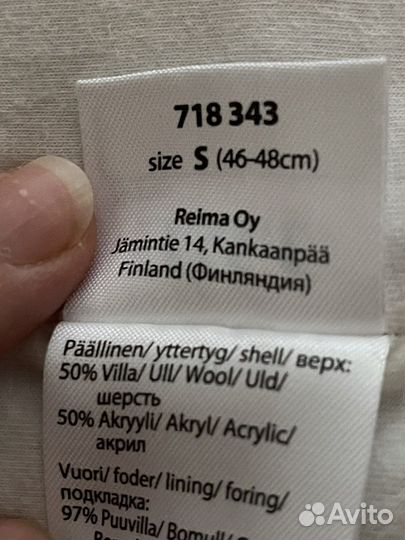 718 343
size S (46-48cm)
Reima Oy
Jämintie 14, Kankaanpää
Finland (Финляндия)
Päällinen/ yttertyg/ shell/ верх:
50% Villa/ Ull/ Wool/ Uld/
шерсть
50% Akryyli/ Akryl/ Acrylic/
акрил
Vuori/ foder/ lining/ foring/
подкладка:
97% Puuvilla/ Bomull/
Avito